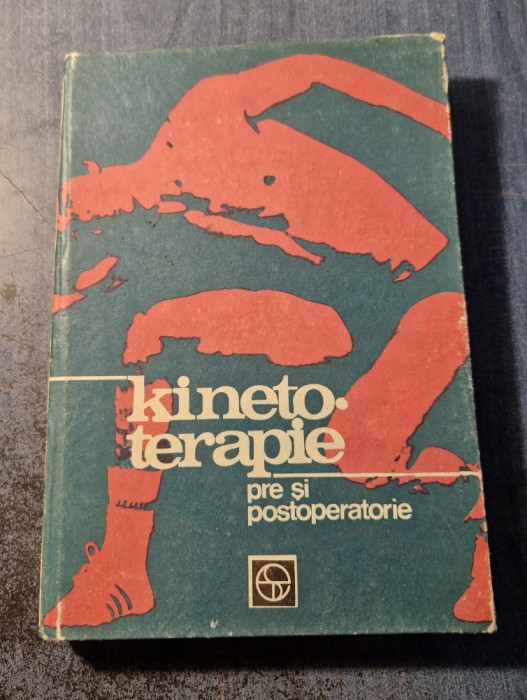 kineto·
terapie
pre și
postoperatorie